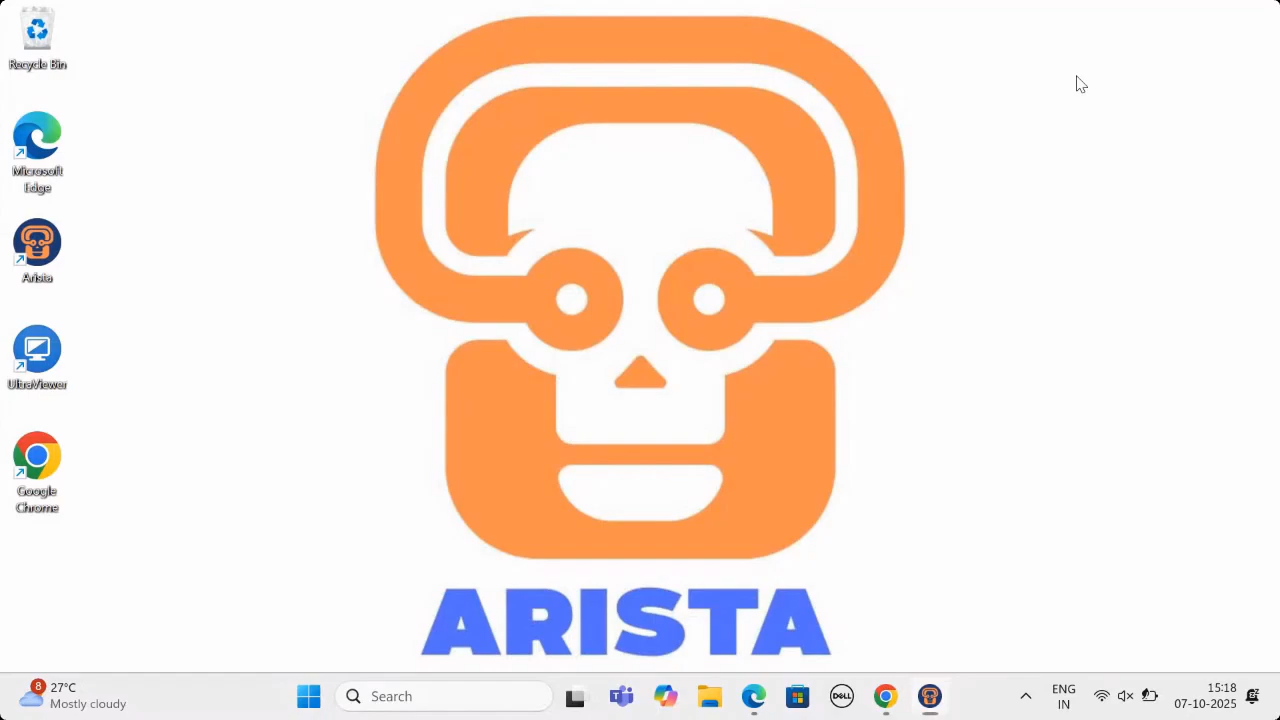 Recycle Bin
Microsoft
Edge
Arista
UltraViewer
Google
Chrome
ARISTA
8
27°C
Mostly cloudy
Search
DELL
ENG
IN
15:18
07-10-2025